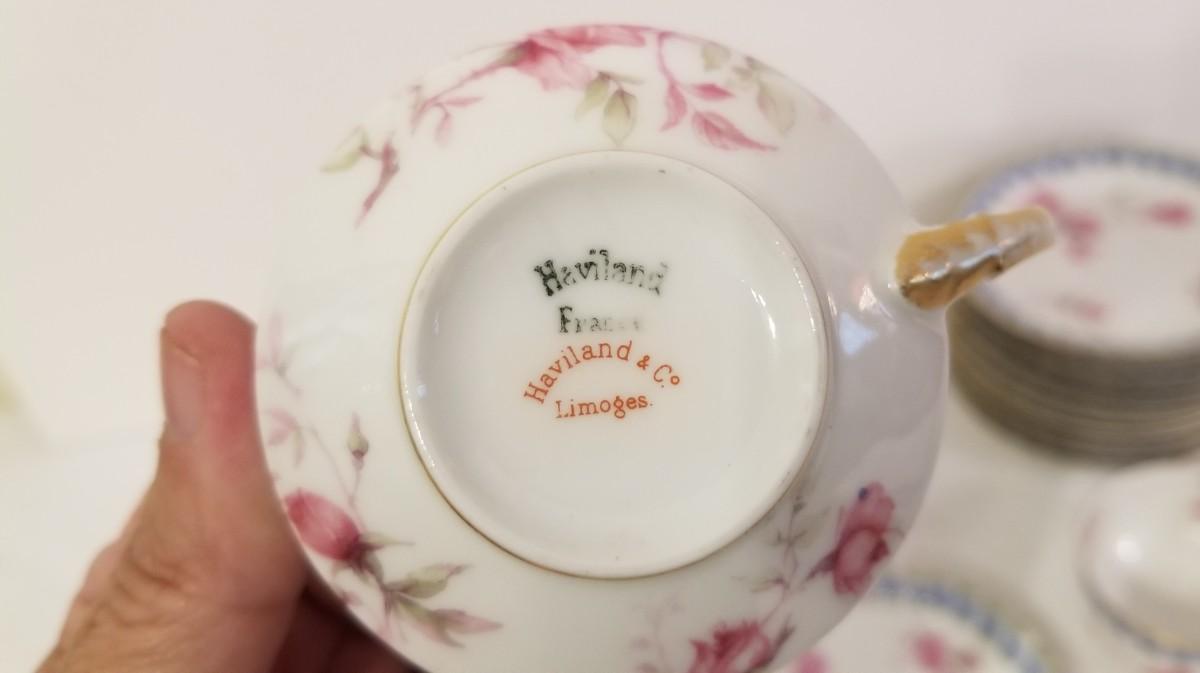 Haviland
France
Haviland & Co.
Limoges.